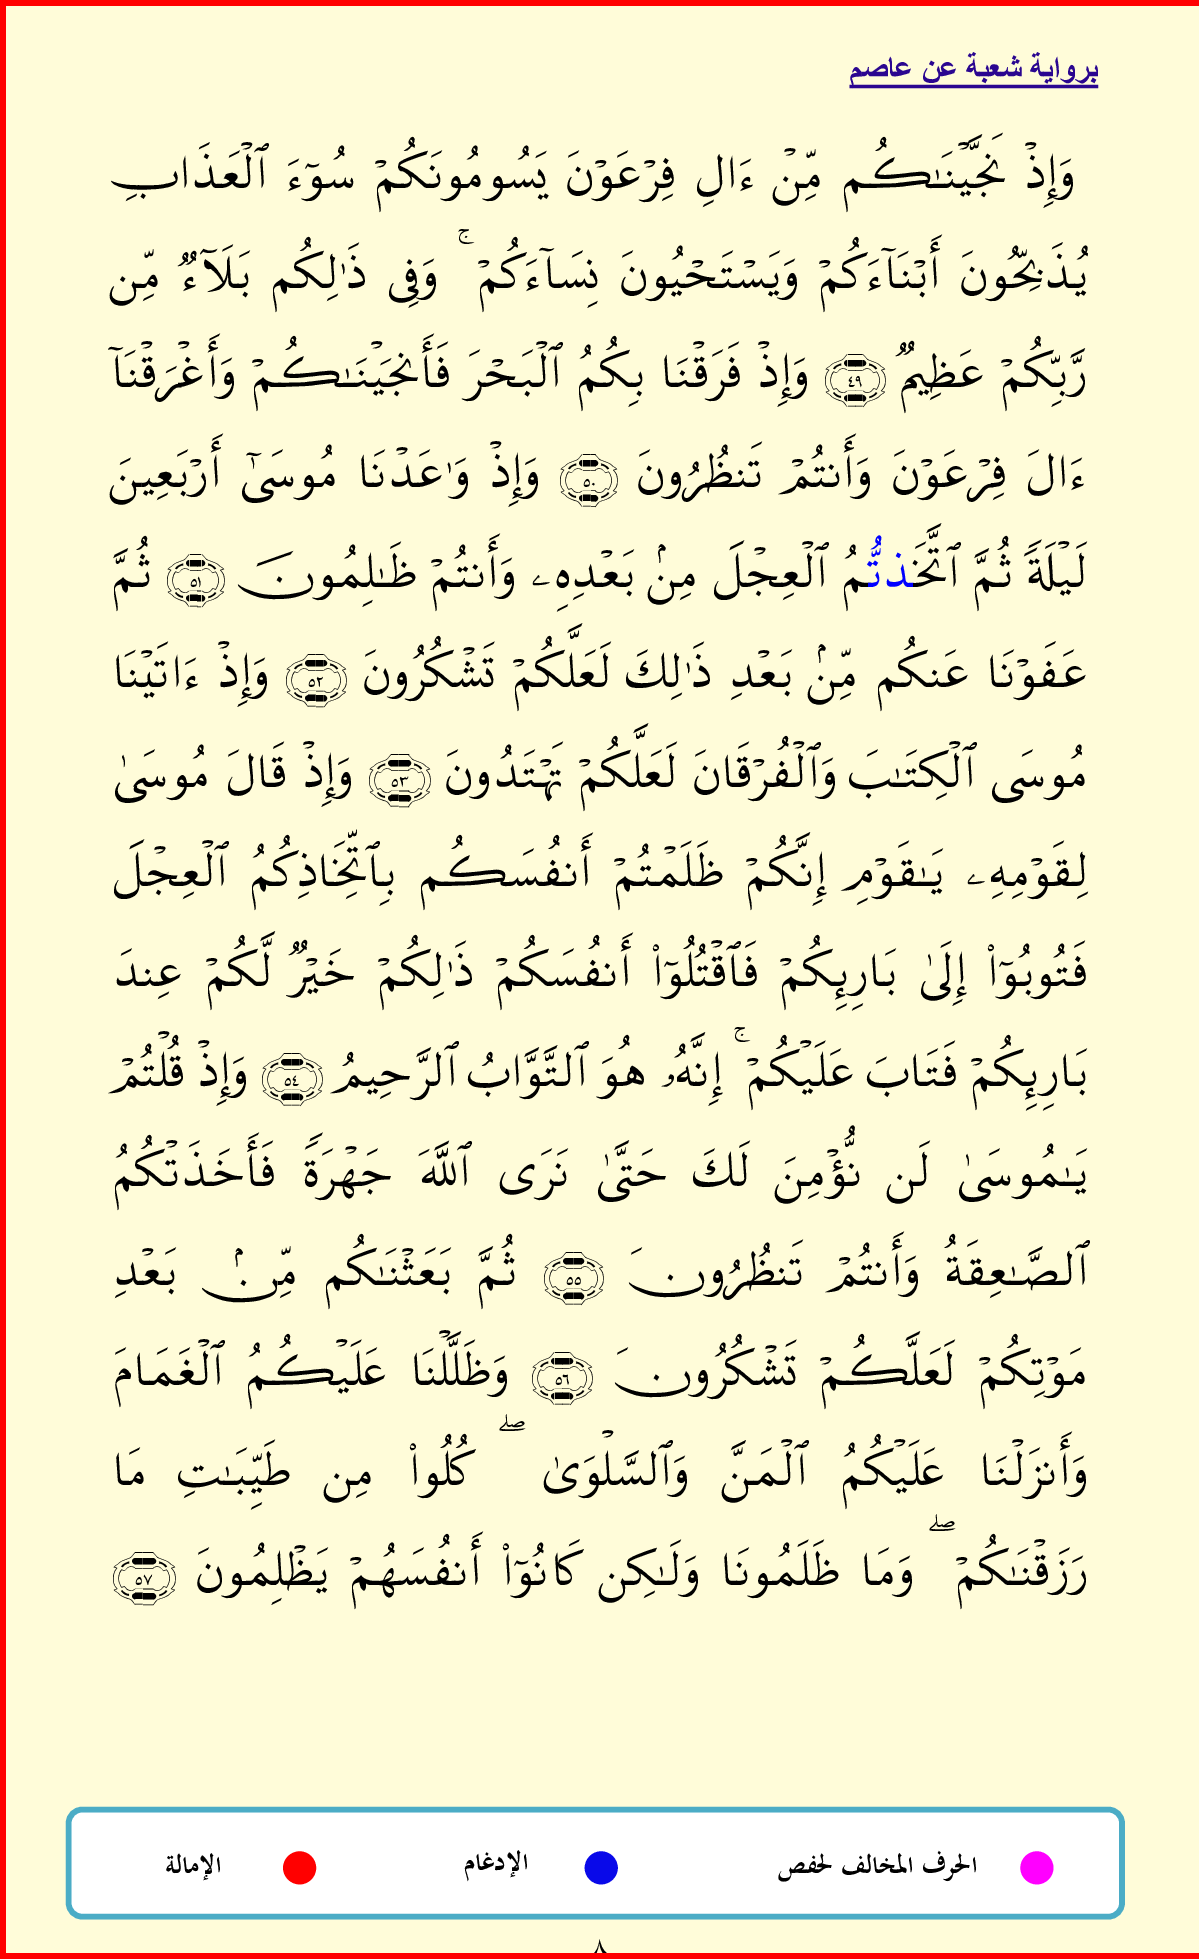 برواية شعبة عن عاصم
وَإِذۡ نَجَّيۡنَٰكُم مِّنۡ ءَالِ فِرۡعَوۡنَ يَسُومُونَكُمۡ سُوٓءَ ٱلۡعَذَابِ
يُذَبِّحُونَ أَبۡنَآءَكُمۡ وَيَسۡتَحۡيُونَ نِسَآءَكُمۡۚ وَفِي ذَٰلِكُم بَلَآءٞ مِّن
رَّبِّكُمۡ عَظِيمٞ ٤٩ وَإِذۡ فَرَقۡنَا بِكُمُ ٱلۡبَحۡرَ فَأَنجَيۡنَٰكُمۡ وَأَغۡرَقۡنَآ
ءَالَ فِرۡعَوۡنَ وَأَنتُمۡ تَنظُرُونَ ٥٠ وَإِذۡ وَٰعَدۡنَا مُوسَىٰٓ أَرۡبَعِينَ
لَيۡلَةٗ ثُمَّ ٱتَّخَذتُّمُ ٱلۡعِجۡلَ مِنۢ بَعۡدِهِۦ وَأَنتُمۡ ظَٰلِمُونَ ٥١ ثُمَّ
عَفَوۡنَا عَنكُم مِّنۢ بَعۡدِ ذَٰلِكَ لَعَلَّكُمۡ تَشۡكُرُونَ ٥٢ وَإِذۡ ءَاتَيۡنَا
مُوسَى ٱلۡكِتَٰبَ وَٱلۡفُرۡقَانَ لَعَلَّكُمۡ تَهۡتَدُونَ ٥٣ وَإِذۡ قَالَ مُوسَىٰ
لِقَوۡمِهِۦ يَٰقَوۡمِ إِنَّكُمۡ ظَلَمۡتُمۡ أَنفُسَكُم بِٱتِّخَاذِكُمُ ٱلۡعِجۡلَ
فَتُوبُوٓاْ إِلَىٰ بَارِئِكُمۡ فَٱقۡتُلُوٓاْ أَنفُسَكُمۡ ذَٰلِكُمۡ خَيۡرٞ لَّكُمۡ عِندَ
بَارِئِكُمۡ فَتَابَ عَلَيۡكُمۡۚ إِنَّهُۥ هُوَ ٱلتَّوَّابُ ٱلرَّحِيمُ ٥٤ وَإِذۡ قُلۡتُمۡ
يَٰمُوسَىٰ لَن نُّؤۡمِنَ لَكَ حَتَّىٰ نَرَى ٱللَّهَ جَهۡرَةٗ فَأَخَذَتۡكُمُ
ٱلصَّٰعِقَةُ وَأَنتُمۡ تَنظُرُونَ ٥٥ ثُمَّ بَعَثۡنَٰكُم مِّنۢ بَعۡدِ
مَوۡتِكُمۡ لَعَلَّكُمۡ تَشۡكُرُونَ ٥٦ وَظَلَّلۡنَا عَلَيۡكُمُ ٱلۡغَمَامَ
وَأَنزَلۡنَا عَلَيۡكُمُ ٱلۡمَنَّ وَٱلسَّلۡوَىٰۖ كُلُواْ مِن طَيِّبَٰتِ مَا
رَزَقۡنَٰكُمۡۖ وَمَا ظَلَمُونَا وَلَٰكِن كَانُوٓاْ أَنفُسَهُمۡ يَظۡلِمُونَ ٥٧
الحرف المخالف لحفص الإدغام الإمالة
٨